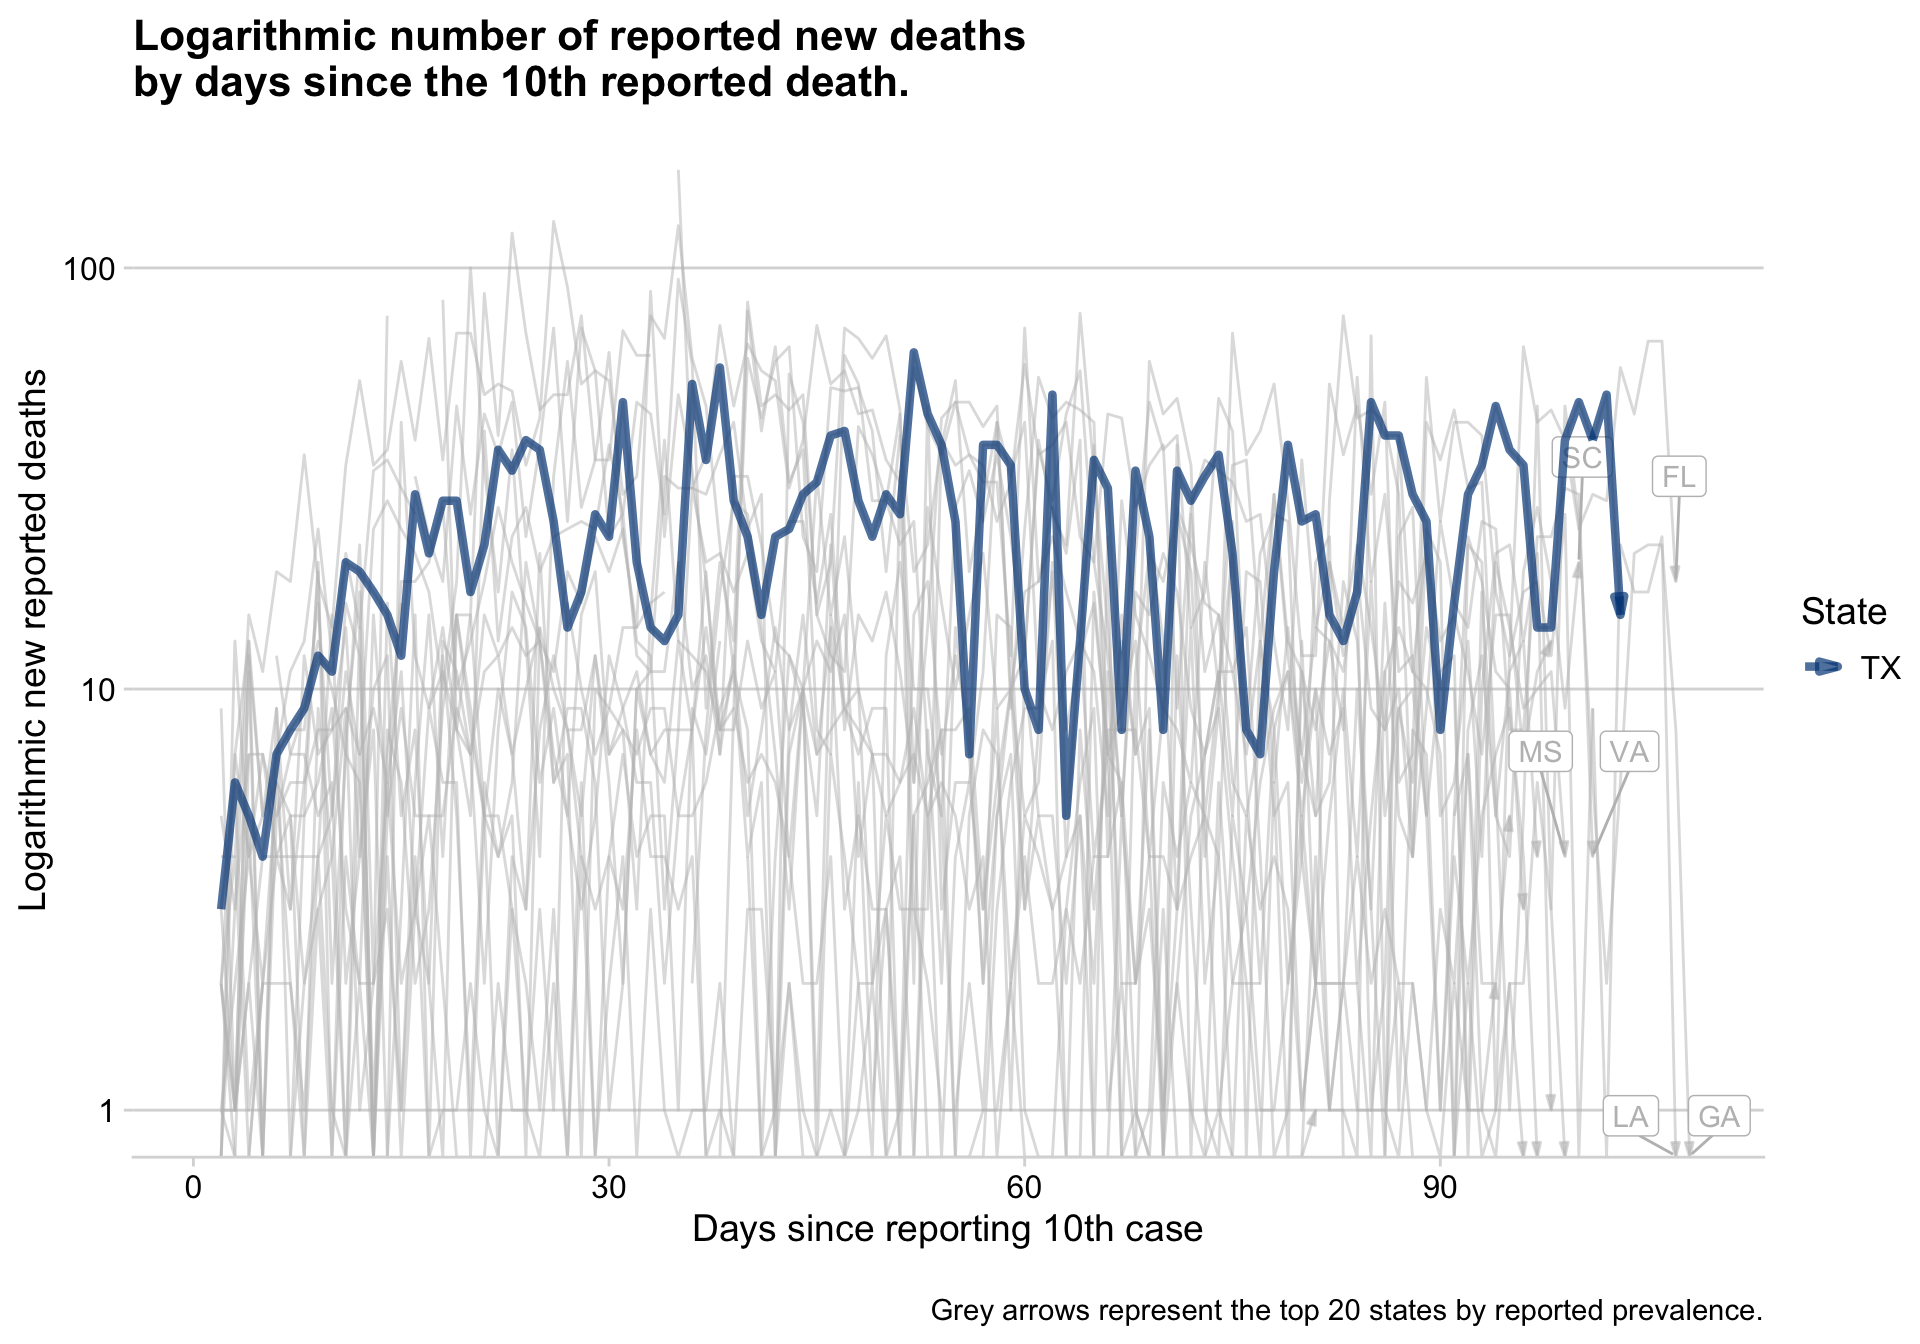 Logarithmic number of reported new deaths
by days since the 10th reported death.
Logarithmic new reported deaths
100
10
1
SC
FL
MS
VA
LA
GA
State
TX
0
30
60
90
Days since reporting 10th case
Grey arrows represent the top 20 states by reported prevalence.